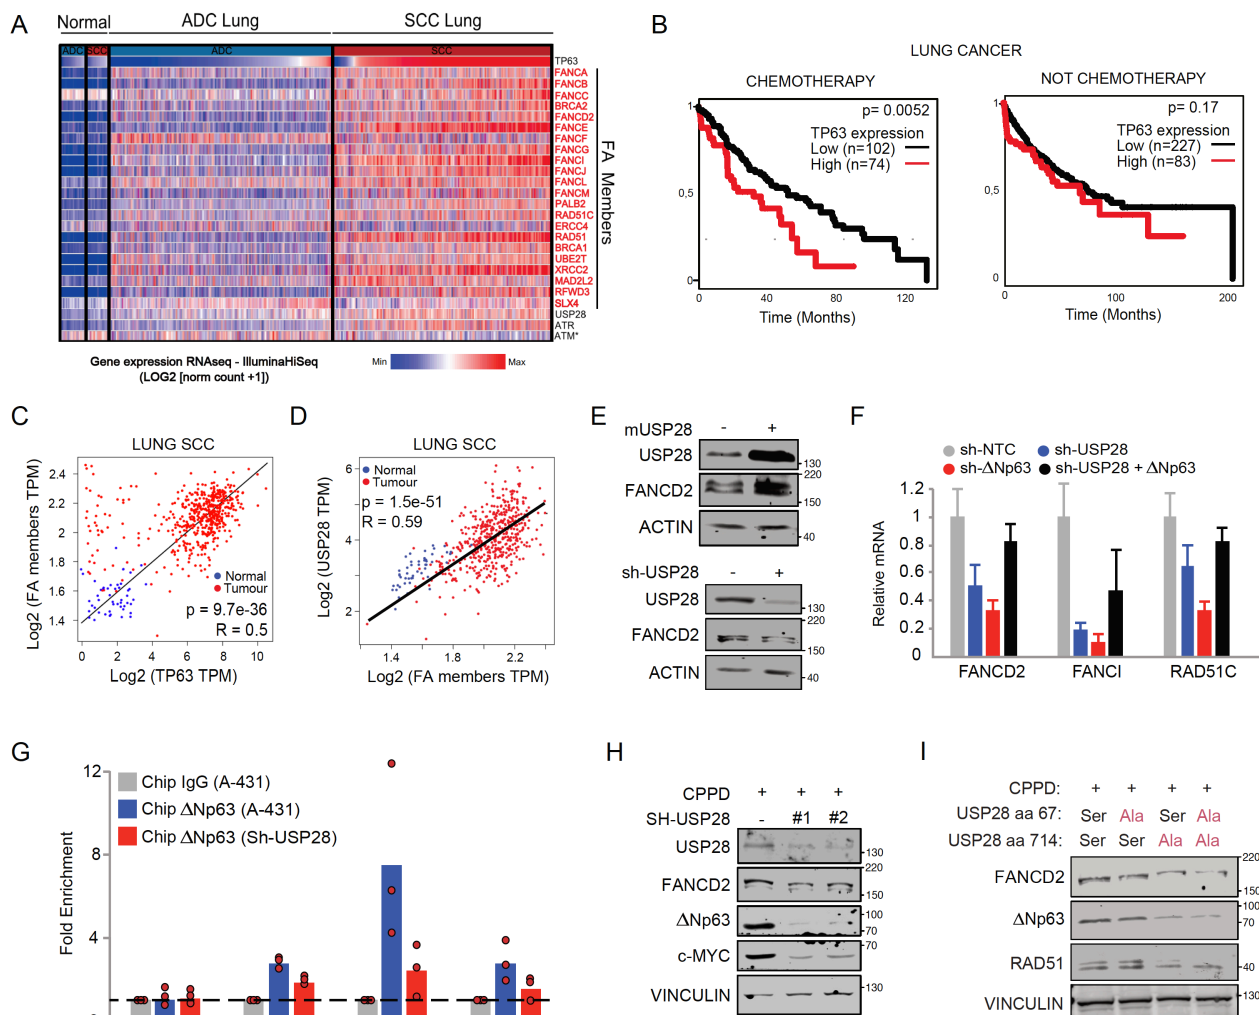 A
Normal
ADC Lung
SCC Lung
ADC
SCC
ADC
SCC
TP63
FANCA
FANCB
FANCC
BRCA2
FANCD2
FANCE
FANCF
FANCG
FANCI
FANCJ
FANCL
FANCM
PALB2
RAD51C
ERCC4
RAD51
BRCA1
UBE2T
XRCC2
MAD2L2
RFWD3
SLX4
USP28
ATR
ATM*
FA Members
Gene expression RNAseq - IlluminaHiSeq
(LOG2 [norm count +1])
Min
Max
B
LUNG CANCER
CHEMOTHERAPY
p= 0.0052
TP63 expression
Low (n=102)
High (n=74)
1
0,5
0
0
40
80
120
Time (Months)
NOT CHEMOTHERAPY
p= 0.17
TP63 expression
Low (n=227)
High (n=83)
1
0,5
0
0
100
200
Time (Months)
C
LUNG SCC
Log2 (FA members TPM)
2.4
2.2
2
1.8
1.6
1.4
Normal
Tumour
p = 9.7e-36
R = 0.5
0
2
4
6
8
10
Log2 (TP63 TPM)
D
LUNG SCC
Log2 (USP28 TPM)
6
4
2
Normal
Tumour
p = 1.5e-51
R = 0.59
1.4
1.8
2.2
Log2 (FA members TPM)
E
mUSP28
-
+
USP28
130
220
FANCD2
150
ACTIN
40
sh-USP28
-
+
USP28
130
220
FANCD2
150
ACTIN
40
F
sh-NTC
sh-USP28
sh-ΔNp63
sh-USP28 + ΔNp63
Relative mRNA
1.2
1
0.8
0.6
0.4
0.2
0
FANCD2
FANCI
RAD51C
G
Fold Enrichment
12
8
4
Chip IgG (A-431)
Chip ΔNp63 (A-431)
Chip ΔNp63 (Sh-USP28)
H
CPPD
+
+
+
SH-USP28
-
#1
#2
USP28
130
220
FANCD2
150
ΔNp63
100
70
c-MYC
70
VINCULIN
130
I
CPPD:
+
+
+
+
USP28 aa 67:
Ser
Ala
Ser
Ala
USP28 aa 714:
Ser
Ser
Ala
Ala
FANCD2
220
150
ΔNp63
100
70
RAD51
40
VINCULIN
130